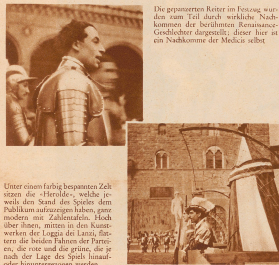 Die gepanzerten Reiter im Festzug wur-
den zum Teil durch wirkliche Nach-
kommen der berühmten Renaissance-
Geschlechter dargestellt; dieser hier ist
ein Nachkomme der Medicis selbst
Unter einem farbig bespannten Zelt
sitzen die «Herolde», welche je-
weils den Stand des Spieles dem
Publikum aufzuzeigen haben, ganz
modern mit Zahlentafeln. Hoch
über ihnen, mitten in den Kunst-
werken der Loggia dei Lanzi, flat-
tern die beiden Fahnen der Partei-
en, die rote und die grüne, die je
nach der Lage des Spiels hinauf-
oder hinuntergezogen werden